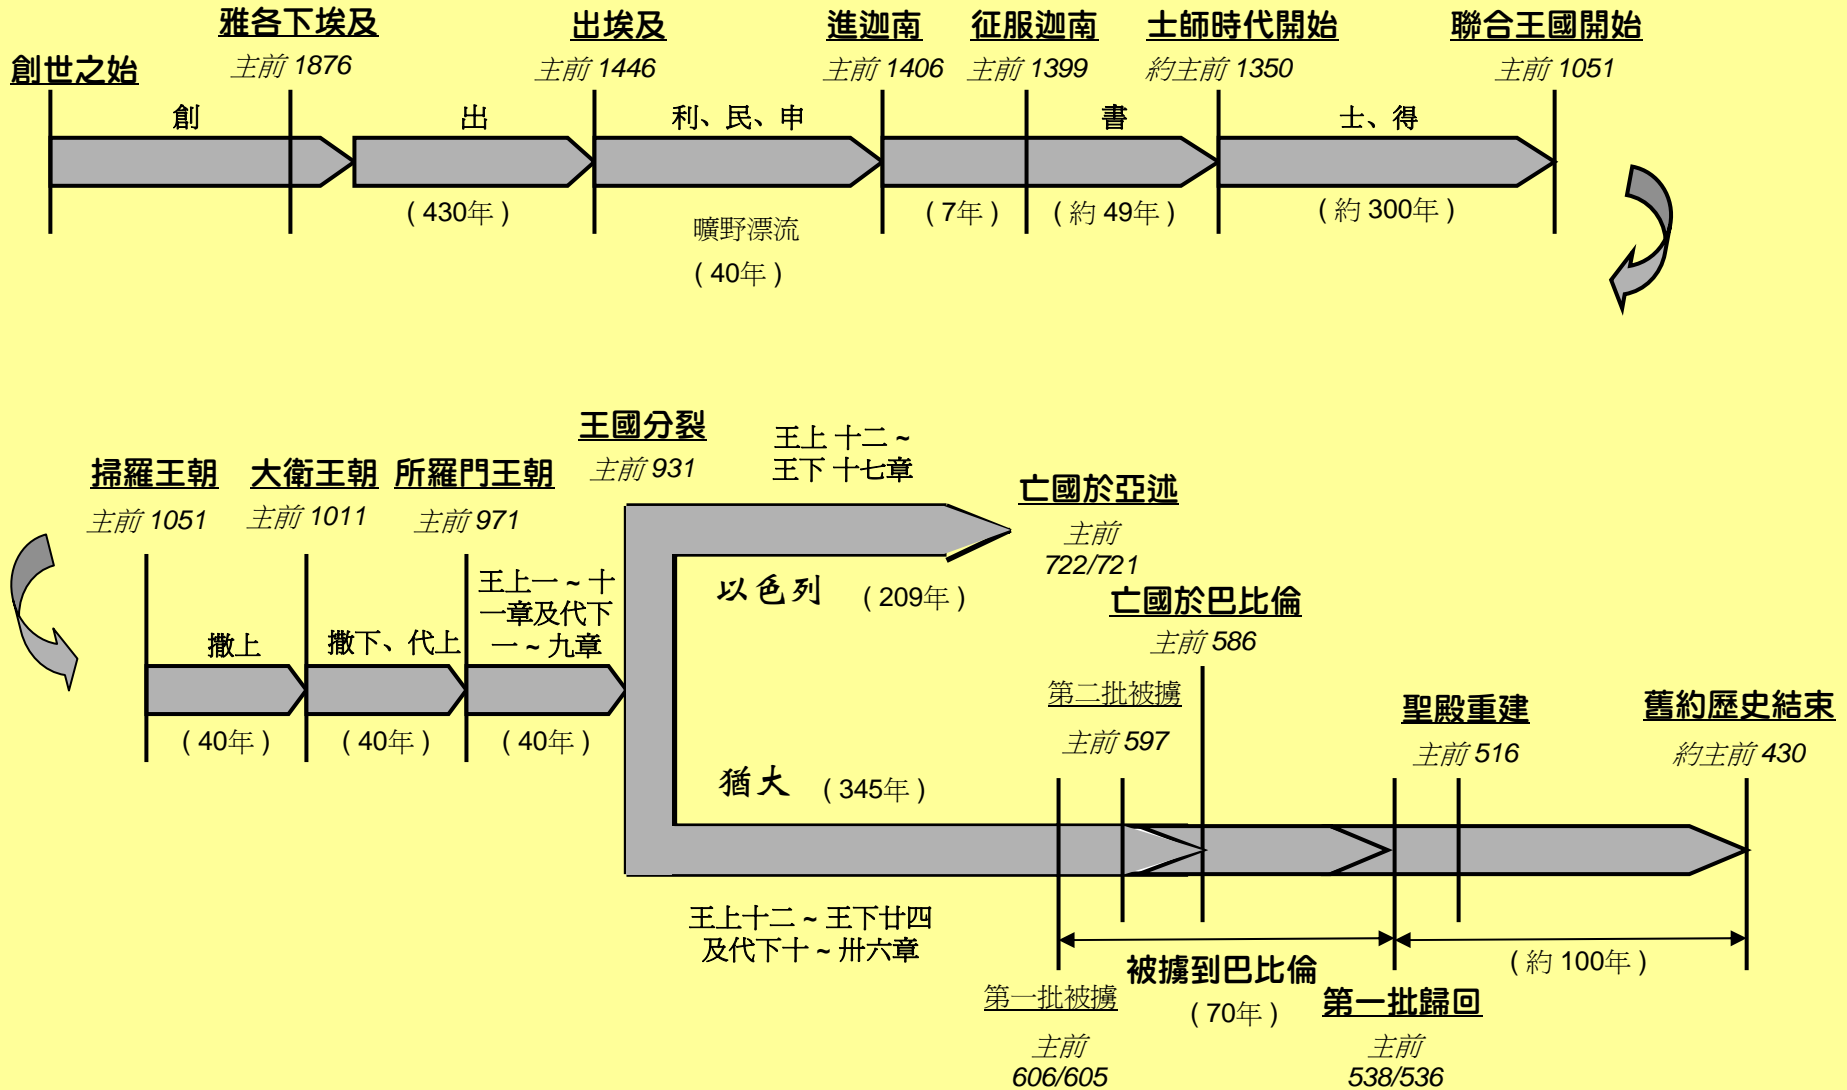 創世之始
雅各下埃及
主前 1876
出埃及
主前 1446
進迦南
主前 1406
征服迦南
主前 1399
士師時代開始
約主前 1350
聯合王國開始
主前 1051
創
出
利、民、申
書
士、得
( 430年 )
曠野漂流
( 40年 )
( 7年 )
( 約 49年 )
( 約 300年 )
掃羅王朝
主前 1051
大衛王朝
主前 1011
所羅門王朝
主前 971
王國分裂
主前 931
王上 十二 ~
王下 十七章
亡國於亞述
主前
722/721
撒上
撒下、代上
王上一 ~ 十
一章及代下
一 ~ 九章
( 40年 )
( 40年 )
( 40年 )
以色列
( 209年 )
亡國於巴比倫
主前 586
第二批被擄
主前 597
猶大
( 345年 )
聖殿重建
主前 516
舊約歷史結束
約主前 430
王上十二 ~ 王下廿四
及代下十 ~ 卅六章
被擄到巴比倫
( 70年 )
( 約 100年 )
第一批被擄
主前
606/605
第一批歸回
主前
538/536